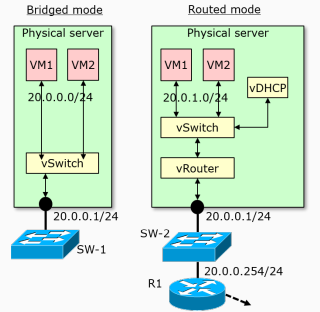 Bridged mode
Routed mode
Physical server
Physical server
VM1
VM2
VM1
VM2
vDHCP
20.0.0.0/24
20.0.1.0/24
vSwitch
vSwitch
vRouter
20.0.0.1/24
20.0.0.1/24
SW-1
SW-2
20.0.0.254/24
R1